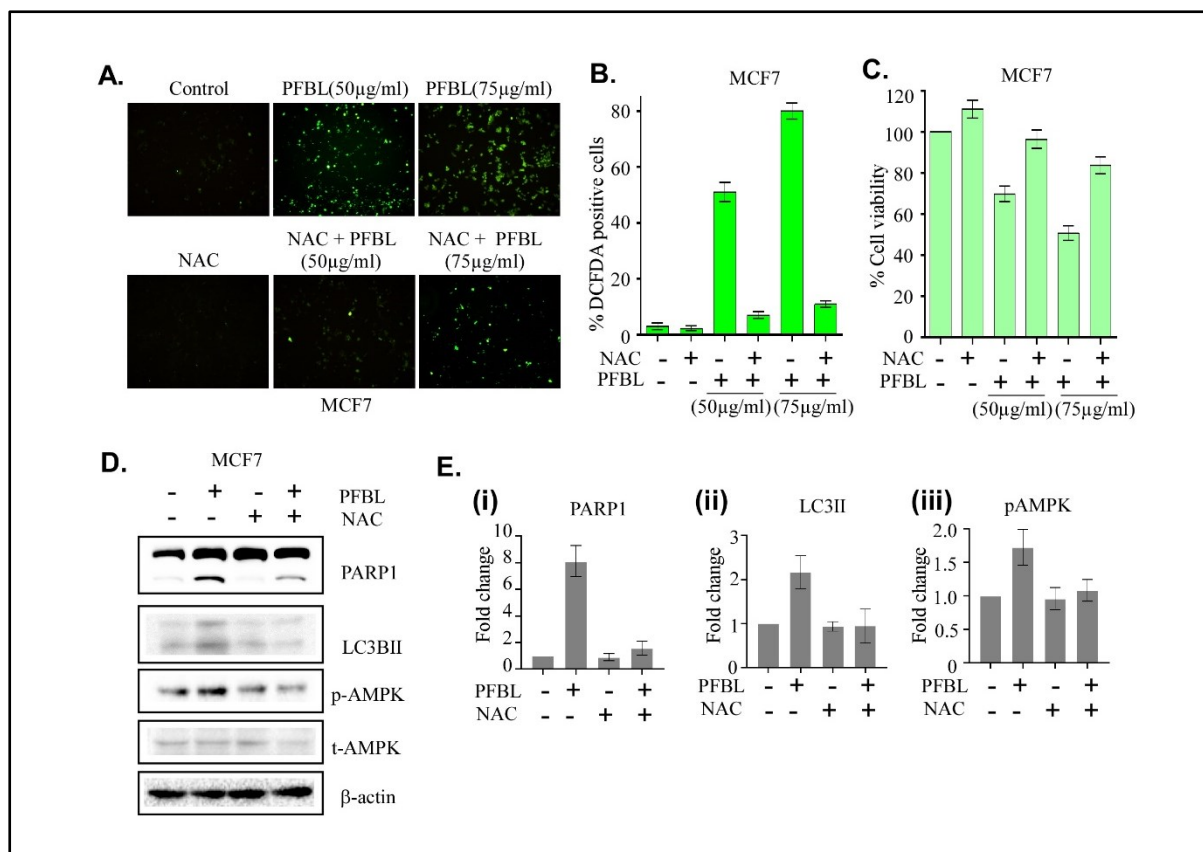 A.
Control PFBL(50µg/ml) PFBL(75µg/ml)
NAC NAC + PFBL (50µg/ml) NAC + PFBL (75µg/ml)
MCF7
B.
MCF7
% DCFDA positive cells
80
60
40
20
0
NAC - + - + - +
PFBL - - + + + +
(50µg/ml) (75µg/ml)
C.
MCF7
% Cell viability
120
100
80
60
40
20
0
NAC - + - + - +
PFBL - - + + + +
(50µg/ml) (75µg/ml)
D.
MCF7
- + - + PFBL
- - + + NAC
PARP1
LC3BII
p-AMPK
t-AMPK
β-actin
E.
(i)
PARP1
Fold change
10
8
6
4
2
0
PFBL - + - +
NAC - - + +
(ii)
LC3II
Fold change
3
2
1
0
PFBL - + - +
NAC - - + +
(iii)
pAMPK
Fold change
2.0
1.5
1.0
0.5
0.0
PFBL - + - +
NAC - - + +